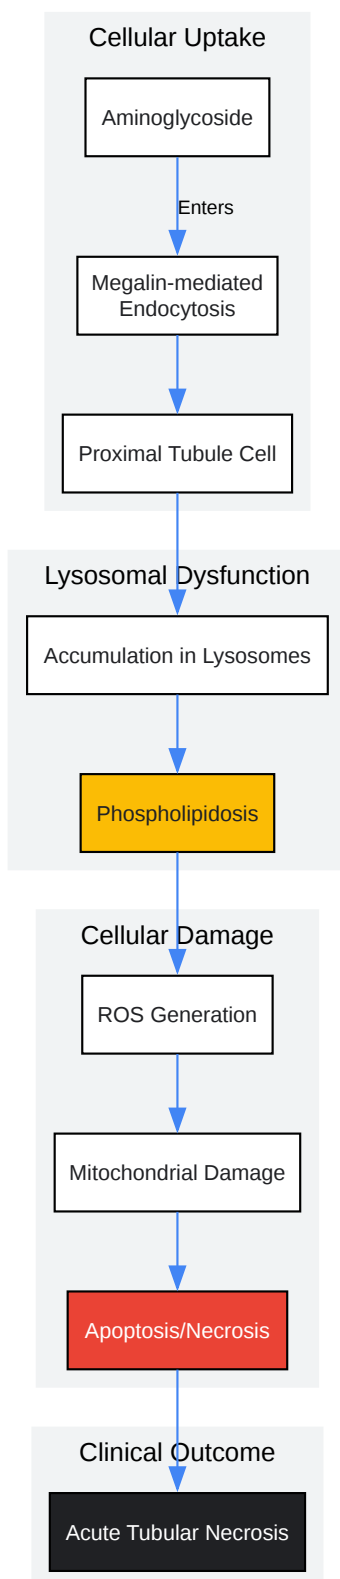 Cellular Uptake
Aminoglycoside
Enters
Megalin-mediated
Endocytosis
Proximal Tubule Cell
Lysosomal Dysfunction
Accumulation in Lysosomes
Phospholipidosis
Cellular Damage
ROS Generation
Mitochondrial Damage
Apoptosis/Necrosis
Clinical Outcome
Acute Tubular Necrosis